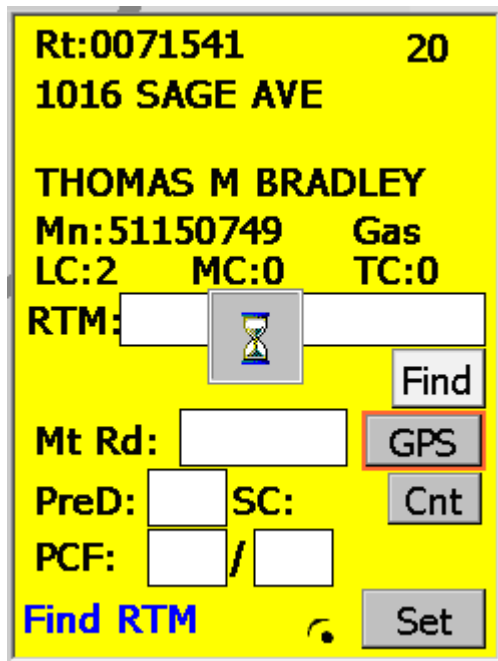 Rt:0071541 20
1016 SAGE AVE
THOMAS M BRADLEY
Mn:51150749 Gas
LC:2 MC:0 TC:0
RTM:
Find
Mt Rd: GPS
PreD: SC: Cnt
PCF: /
Find RTM Set